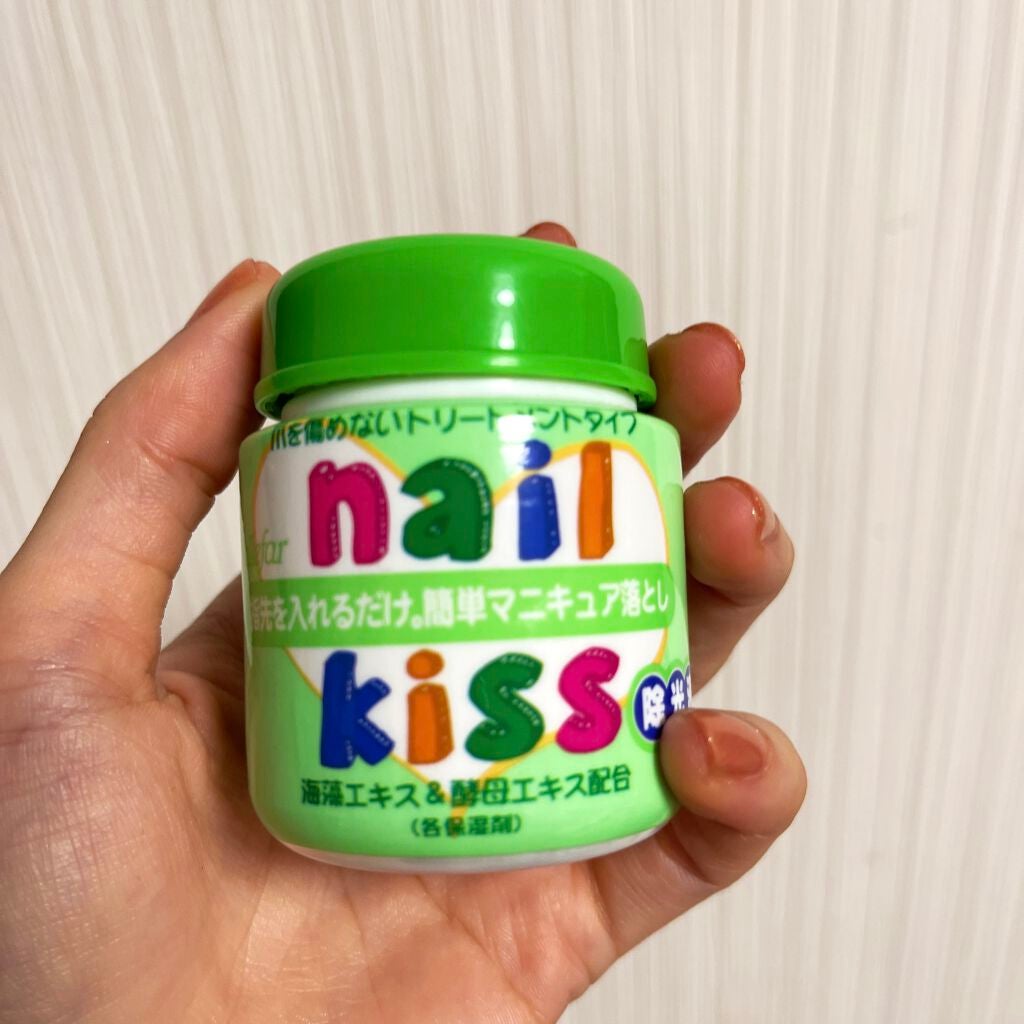 爪を傷めないトリートメントタイプ
nail
指先を入れるだけ。簡単マニキュア落とし
kiss
除光
海藻エキス&酵母エキス配合
(各保湿剤)